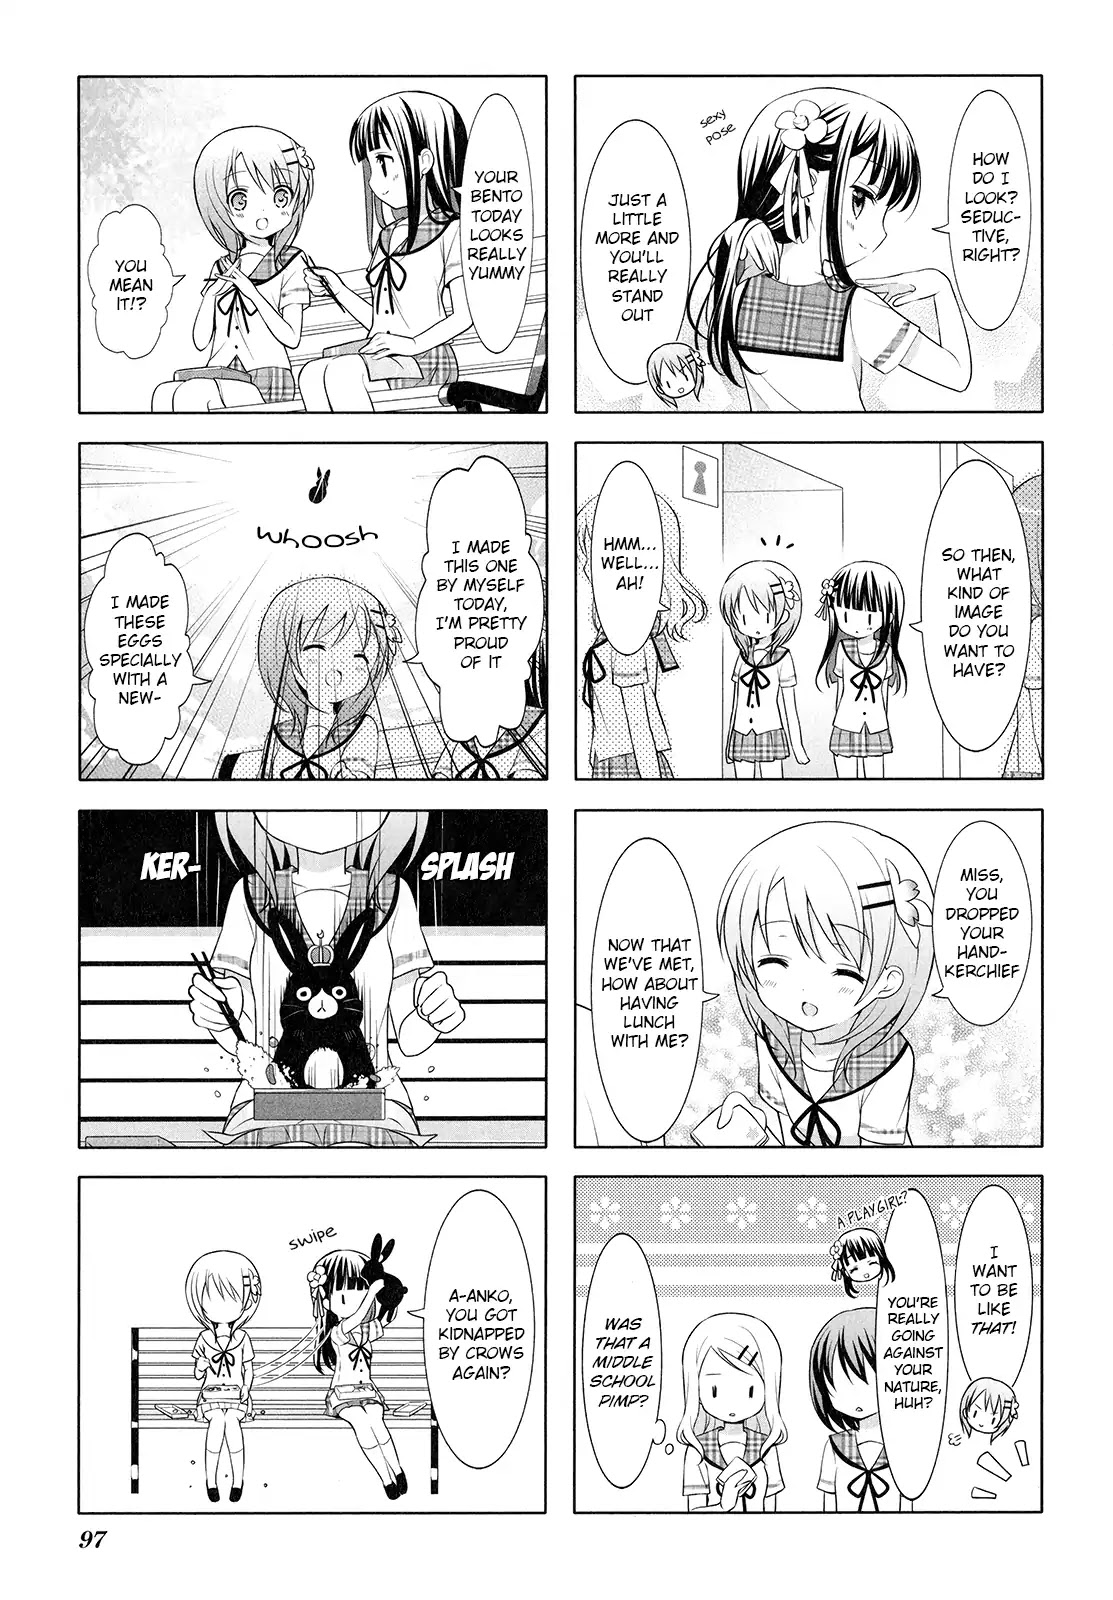 HOW
DO I
LOOK?
SEDUC-
TIVE,
RIGHT?
sexy
pose
JUST A
LITTLE
MORE AND
YOU'LL
REALLY
STAND
OUT
SO THEN,
WHAT
KIND OF
IMAGE
DO YOU
WANT TO
HAVE?
HMM...
WELL...
AH!
MISS,
YOU
DROPPED
YOUR
HAND-
KERCHIEF
NOW THAT
WE'VE MET,
HOW ABOUT
HAVING
LUNCH
WITH ME?
I
WANT
TO BE
LIKE
THAT!
A PLAYGIRL?
YOU'RE
REALLY
GOING
AGAINST
YOUR
NATURE,
HUH?
WAS
THAT A
MIDDLE
SCHOOL
PIMP?
YOUR
BENTO
TODAY
LOOKS
REALLY
YUMMY
YOU
MEAN
IT!?
whoosh
I MADE
THIS ONE
BY MYSELF
TODAY,
I'M PRETTY
PROUD
OF IT
I MADE
THESE
EGGS
SPECIALLY
WITH A
NEW-
KER- SPLASH
swipe
A-ANKO,
YOU GOT
KIDNAPPED
BY CROWS
AGAIN?
97